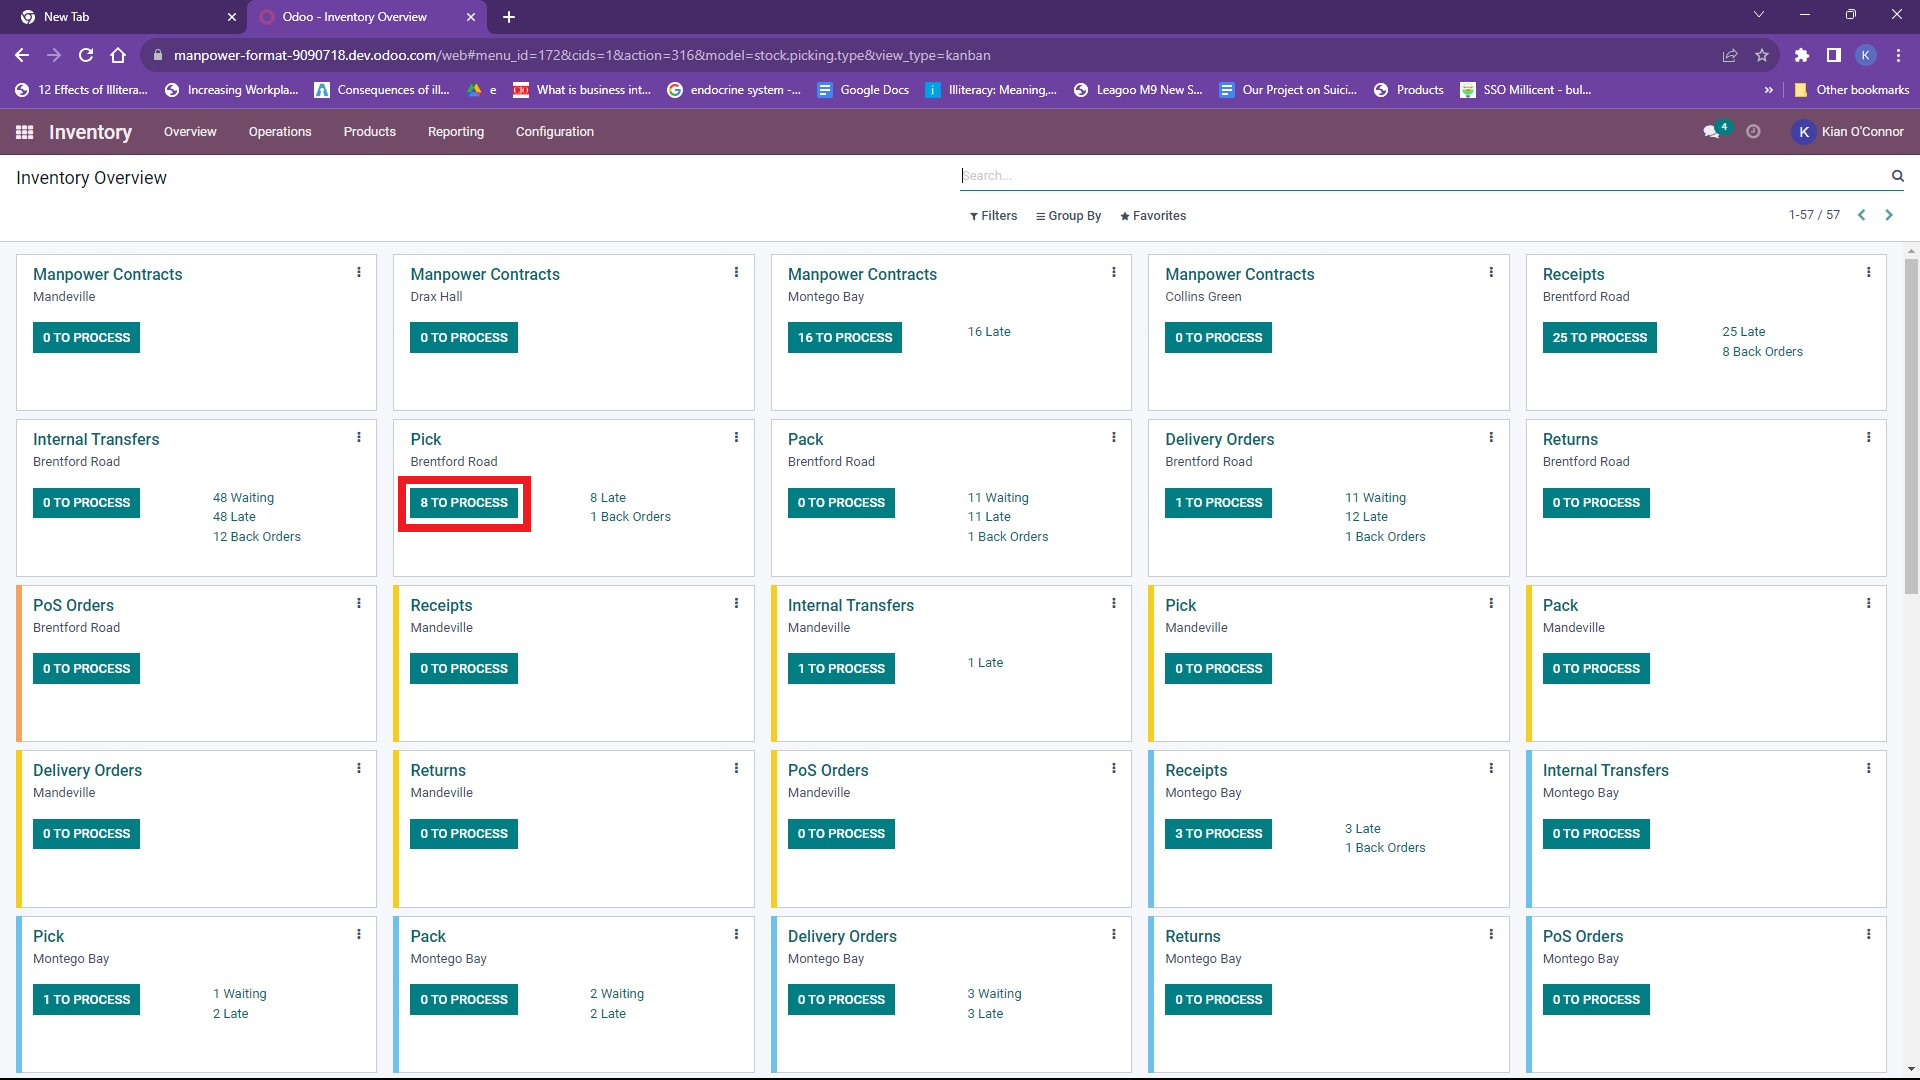 New Tab
Odoo - Inventory Overview
manpower-format-9090718.dev.odoo.com/web#menu_id=172&cids=1&action=316&model=stock.picking.type&view_type=kanban
K
12 Effects of Illitera...
Increasing Workpla...
Consequences of ill...
e
What is business int...
endocrine system -...
Google Docs
Illiteracy: Meaning,...
Leagoo M9 New S...
Our Project on Suici...
Products
SSO Millicent - bul...
»
Other bookmarks
Inventory
Overview
Operations
Products
Reporting
Configuration
4
K
Kian O'Connor
Inventory Overview
Search...
Filters
Group By
Favorites
1-57 / 57
Manpower Contracts
Mandeville
0 TO PROCESS
Manpower Contracts
Drax Hall
0 TO PROCESS
Manpower Contracts
Montego Bay
16 TO PROCESS
16 Late
Manpower Contracts
Collins Green
0 TO PROCESS
Receipts
Brentford Road
25 TO PROCESS
25 Late
8 Back Orders
Internal Transfers
Brentford Road
0 TO PROCESS
48 Waiting
48 Late
12 Back Orders
Pick
Brentford Road
8 TO PROCESS
8 Late
1 Back Orders
Pack
Brentford Road
0 TO PROCESS
11 Waiting
11 Late
1 Back Orders
Delivery Orders
Brentford Road
1 TO PROCESS
11 Waiting
12 Late
1 Back Orders
Returns
Brentford Road
0 TO PROCESS
PoS Orders
Brentford Road
0 TO PROCESS
Receipts
Mandeville
0 TO PROCESS
Internal Transfers
Mandeville
1 TO PROCESS
1 Late
Pick
Mandeville
0 TO PROCESS
Pack
Mandeville
0 TO PROCESS
Delivery Orders
Mandeville
0 TO PROCESS
Returns
Mandeville
0 TO PROCESS
PoS Orders
Mandeville
0 TO PROCESS
Receipts
Montego Bay
3 TO PROCESS
3 Late
1 Back Orders
Internal Transfers
Montego Bay
0 TO PROCESS
Pick
Montego Bay
1 TO PROCESS
1 Waiting
2 Late
Pack
Montego Bay
0 TO PROCESS
2 Waiting
2 Late
Delivery Orders
Montego Bay
0 TO PROCESS
3 Waiting
3 Late
Returns
Montego Bay
0 TO PROCESS
PoS Orders
Montego Bay
0 TO PROCESS